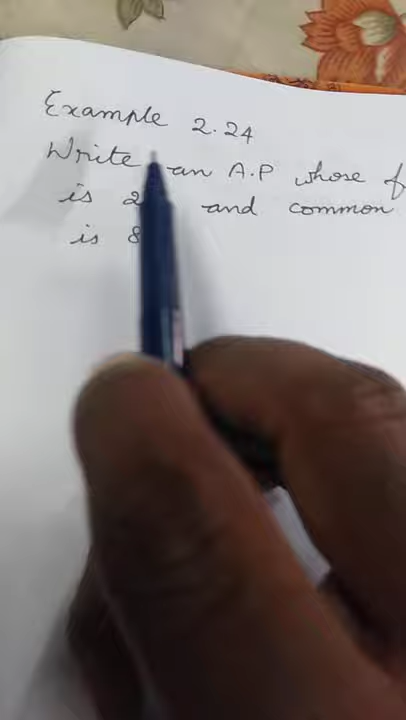 Example 2.24
Write an A.P whose
is 2 and common
is 8